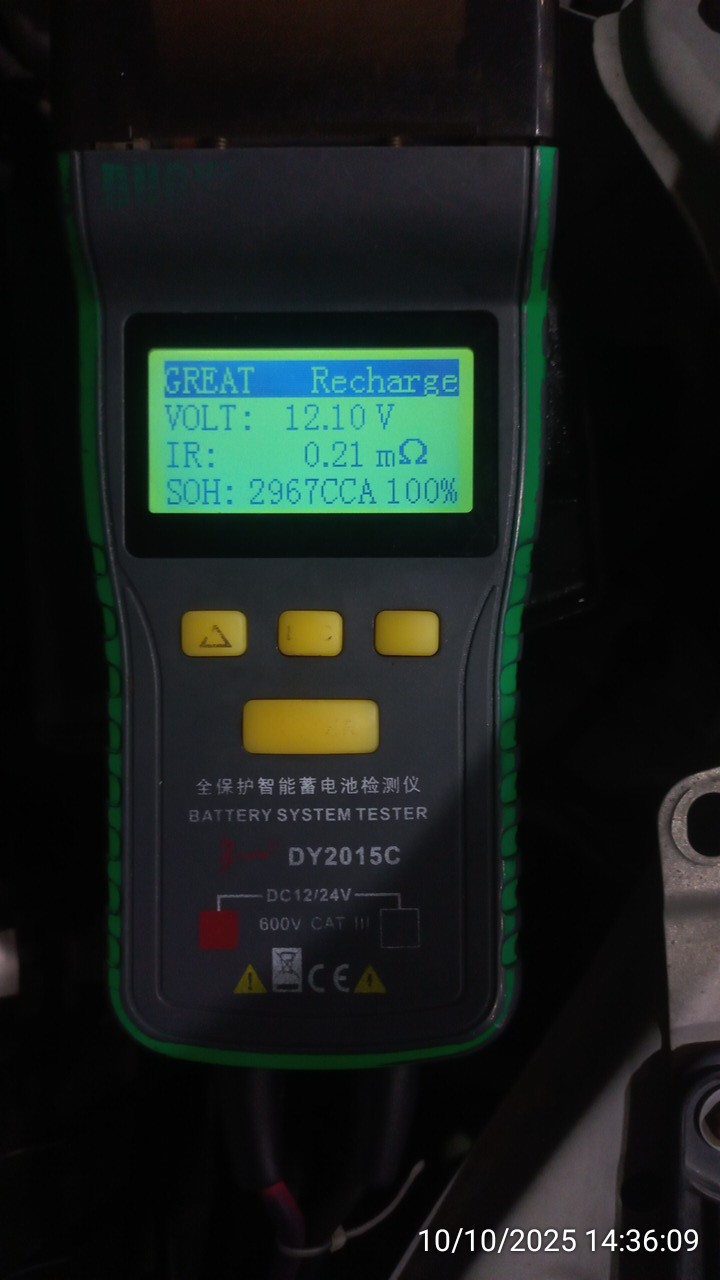 GREAT Recharge
VOLT: 12.10 V
IR: 0.21 mΩ
SOH: 2967CCA 100%
全保护智能蓄电池检测仪
BATTERY SYSTEM TESTER
DY2015C
DC12/24V
600V CAT III
CE
10/10/2025 14:36:09